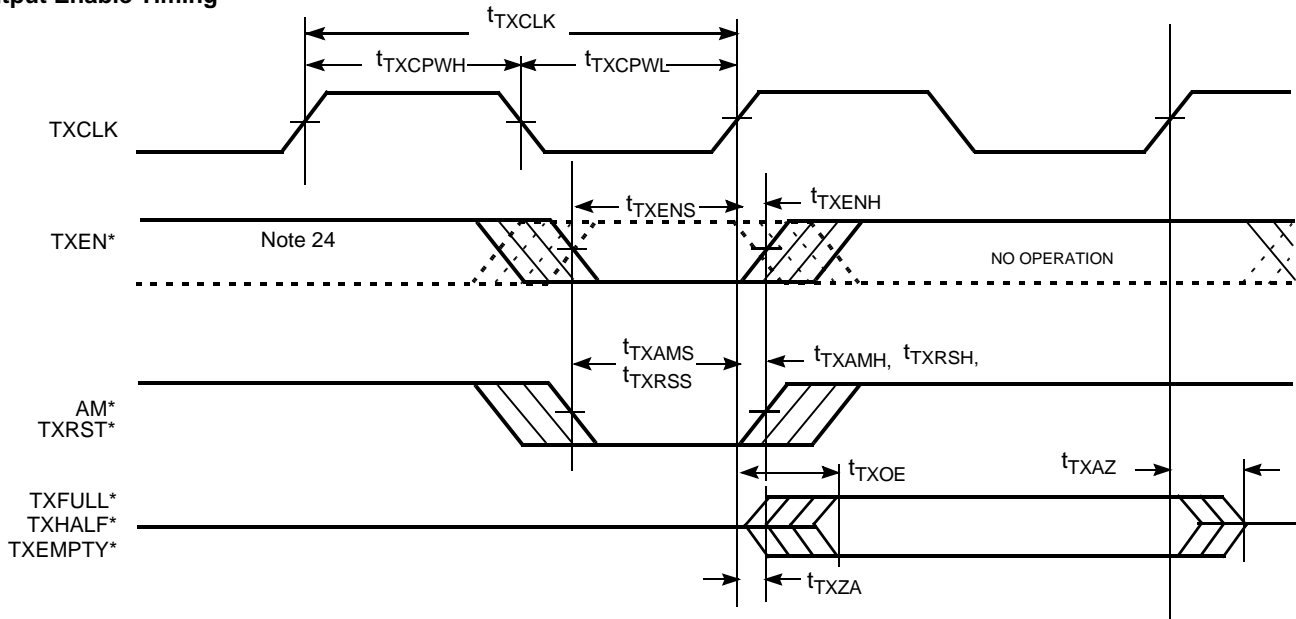 Output Enable Timing
tTXCLK
tTXCPWH tTXCPWL
TXCLK
tTXENS tTXENH
TXEN* Note 24 NO OPERATION
tTXAMS tTXAMH, tTXRSH,
tTXRSS
AM*
TXRST*
tTXOE tTXAZ
TXFULL*
TXHALF*
TXEMPTY*
tTXZA